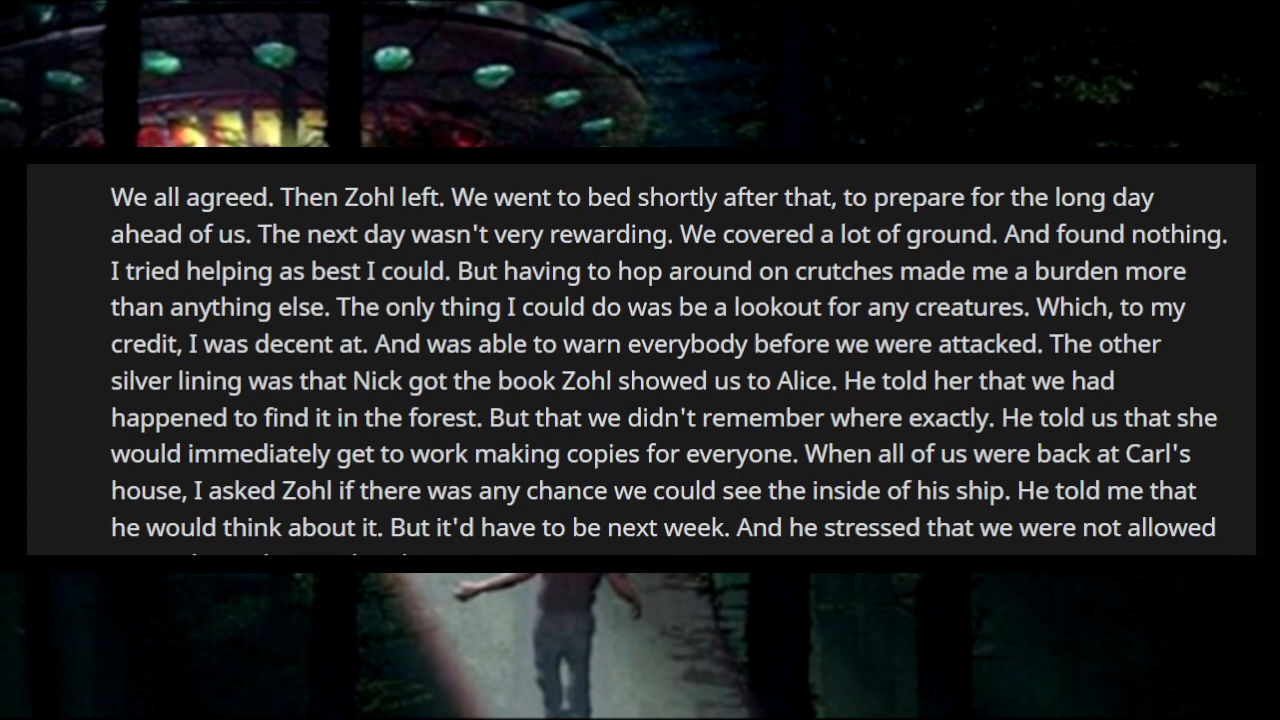 We all agreed. Then Zohl left. We went to bed shortly after that, to prepare for the long day
ahead of us. The next day wasn't very rewarding. We covered a lot of ground. And found nothing.
I tried helping as best I could. But having to hop around on crutches made me a burden more
than anything else. The only thing I could do was be a lookout for any creatures. Which, to my
credit, I was decent at. And was able to warn everybody before we were attacked. The other
silver lining was that Nick got the book Zohl showed us to Alice. He told her that we had
happened to find it in the forest. But that we didn't remember where exactly. He told us that she
would immediately get to work making copies for everyone. When all of us were back at Carl's
house, I asked Zohl if there was any chance we could see the inside of his ship. He told me that
he would think about it. But it'd have to be next week. And he stressed that we were not allowed